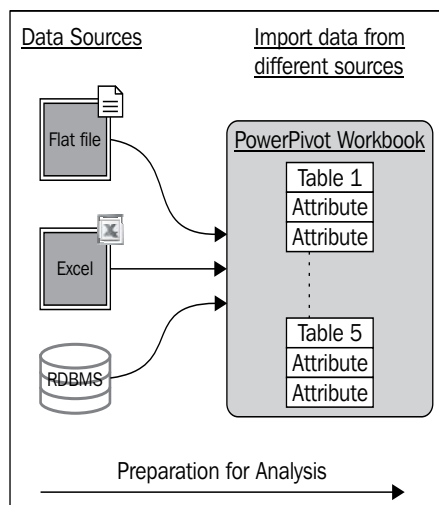 Data Sources
Import data from
different sources
Flat file
Excel
RDBMS
PowerPivot Workbook
Table 1
Attribute
Attribute
Table 5
Attribute
Attribute
Preparation for Analysis